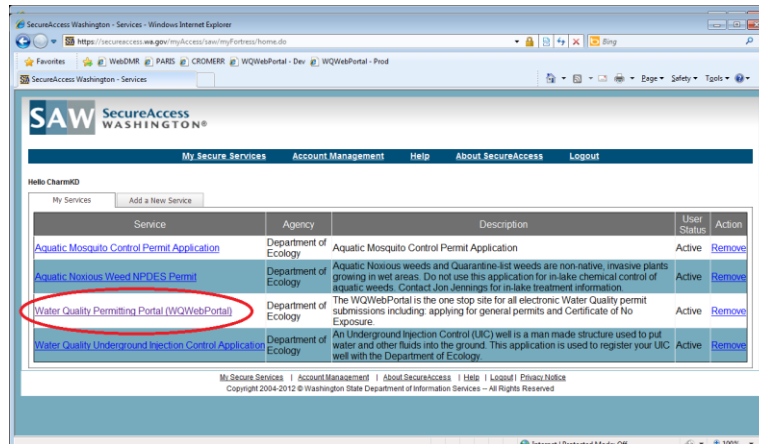 SecureAccess Washington - Services - Windows Internet Explorer
https://secureaccess.wa.gov/myAccess/saw/myFortress/home.do
Bing
Favorites WebDMR PARIS CROMERR WQWebPortal - Dev WQWebPortal - Prod
SecureAccess Washington - Services
Page Safety Tools
SAW SecureAccess
WASHINGTON®
My Secure Services Account Management Help About SecureAccess Logout
Hello CharmKD
My Services Add a New Service
Service Agency Description User Status Action
Aquatic Mosquito Control Permit Application Department of Ecology Aquatic Mosquito Control Permit Application Active Remove
Aquatic Noxious Weed NPDES Permit Department of Ecology Aquatic Noxious weeds and Quarantine-list weeds are non-native, invasive plants
growing in wet areas. Do not use this application for in-lake chemical control of
aquatic weeds. Contact Jon Jennings for in-lake treatment information. Active Remove
Water Quality Permitting Portal (WQWebPortal) Department of Ecology The WQWebPortal is the one stop site for all electronic Water Quality permit
submissions including: applying for general permits and Certificate of No
Exposure. Active Remove
Water Quality Underground Injection Control Application Department of Ecology An Underground Injection Control (UIC) well is a man made structure used to put
water and other fluids into the ground. This application is used to register your UIC
well with the Department of Ecology. Active Remove
My Secure Services | Account Management | About SecureAccess | Help | Logout | Privacy Notice
Copyright 2004-2012 © Washington State Department of Information Services -- All Rights Reserved
Internet | Protected Mode: Off 100%